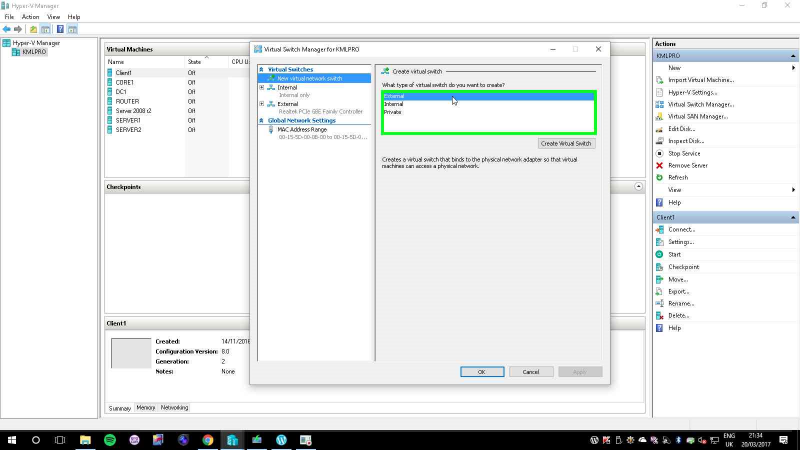 Hyper-V Manager
File Action View Help
Hyper-V Manager
KMLPRO
Virtual Machines
Name State CPU U
Client1 Off
CORE1 Off
DC1 Off
ROUTER Off
Server 2008 r2 Off
SERVER1 Off
SERVER2 Off
Checkpoints
Client1
Created: 14/11/2016
Configuration Version: 8.0
Generation: 2
Notes: None
Summary Memory Networking
Virtual Switch Manager for KMLPRO
Virtual Switches
New virtual network switch
Internal
Internal only
External
Realtek PCIe GBE Family Controller
Global Network Settings
MAC Address Range
00-15-5D-00-0B-00 to 00-15-5D-0...
Create virtual switch
What type of virtual switch do you want to create?
External
Internal
Private
Create Virtual Switch
Creates a virtual switch that binds to the physical network adapter so that virtual
machines can access a physical network.
OK Cancel Apply
Actions
KMLPRO
New
Import Virtual Machine...
Hyper-V Settings...
Virtual Switch Manager...
Virtual SAN Manager...
Edit Disk...
Inspect Disk...
Stop Service
Remove Server
Refresh
View
Help
Client1
Connect...
Settings...
Start
Checkpoint
Move...
Export...
Rename...
Delete...
Help
ENG
UK
21:34
20/03/2017